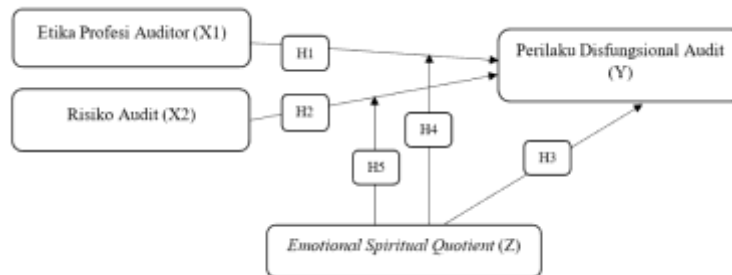 Etika Profesi Auditor (X1)
H1
Perilaku Disfungsional Audit
(Y)
Risiko Audit (X2)
H2
H4
H5
H3
Emotional Spiritual Quotient (Z)